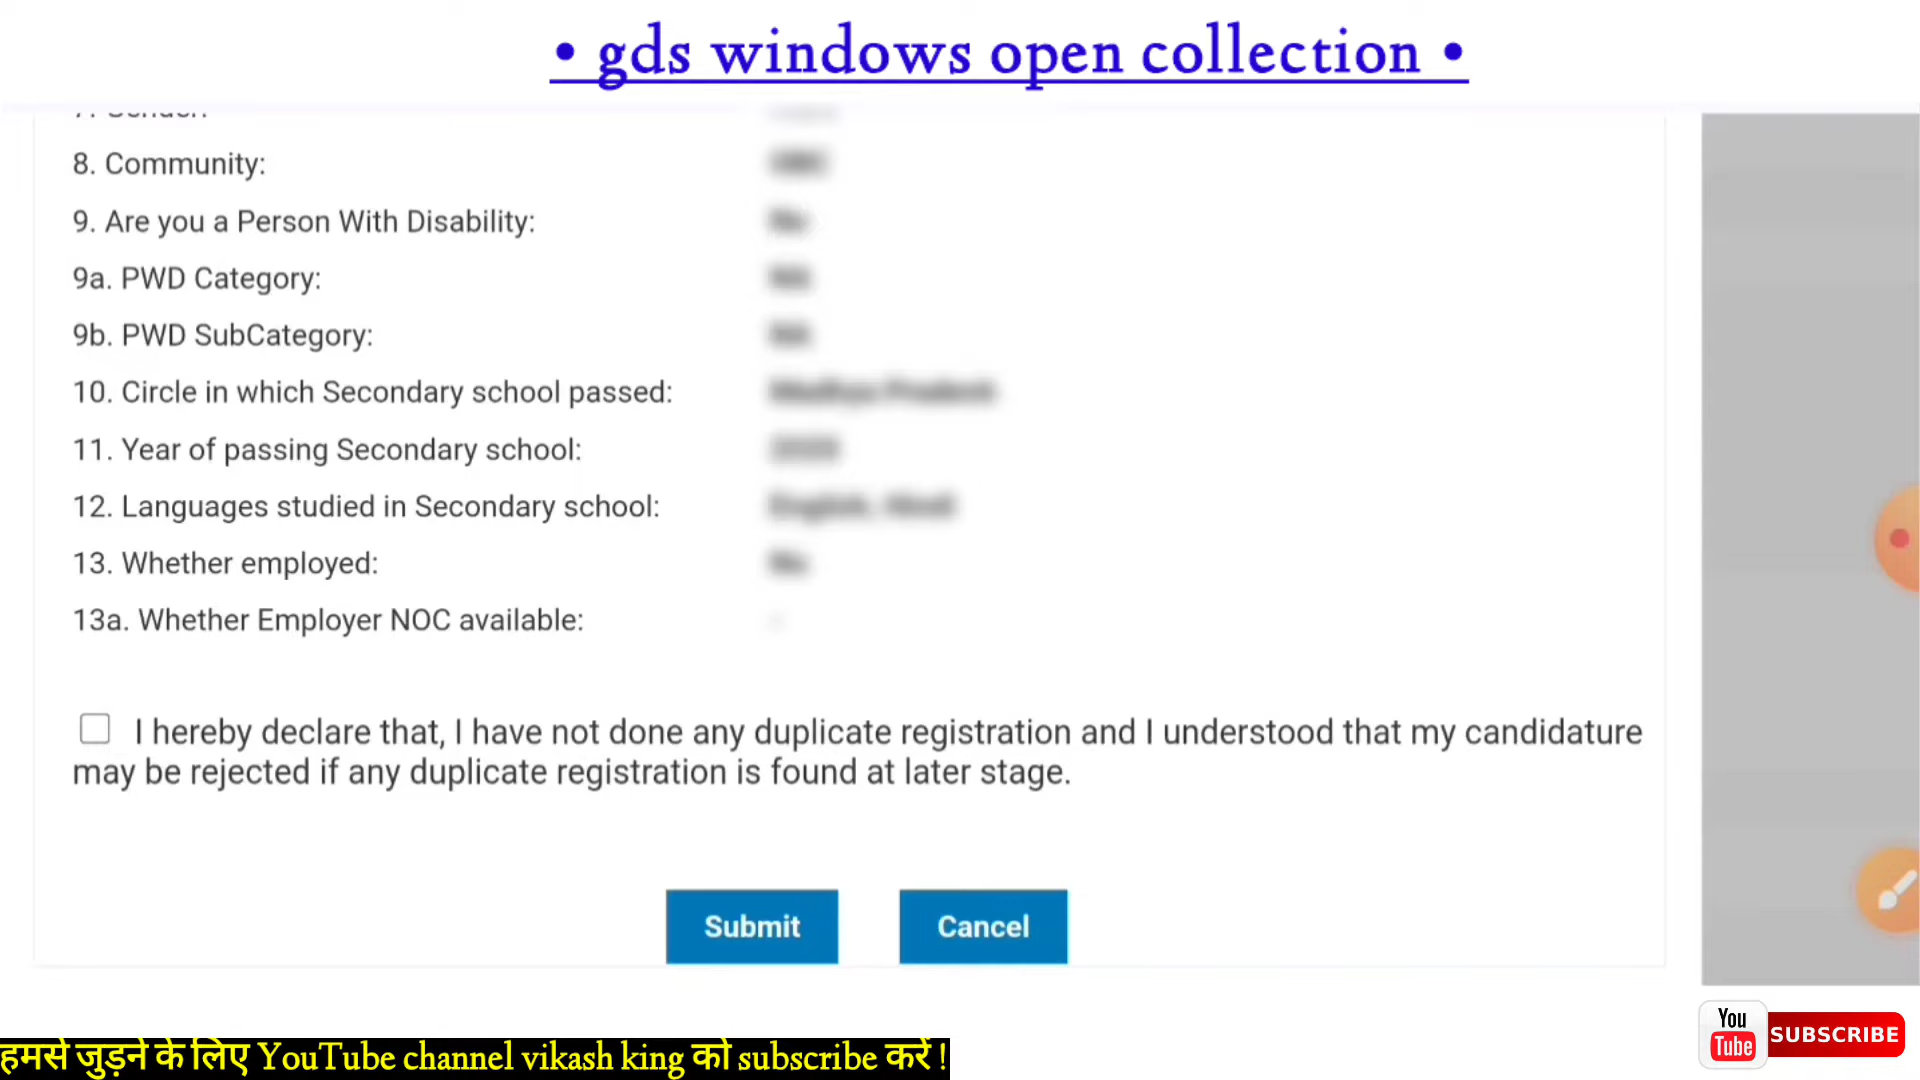 • gds windows open collection •
8. Community:
9. Are you a Person With Disability:
9a. PWD Category:
9b. PWD SubCategory:
10. Circle in which Secondary school passed:
11. Year of passing Secondary school:
12. Languages studied in Secondary school:
13. Whether employed:
13a. Whether Employer NOC available:
I hereby declare that, I have not done any duplicate registration and I understood that my candidature
may be rejected if any duplicate registration is found at later stage.
Submit Cancel
You
Tube SUBSCRIBE
हमसे जुड़ने के लिए YouTube channel vikash king को subscribe करें !